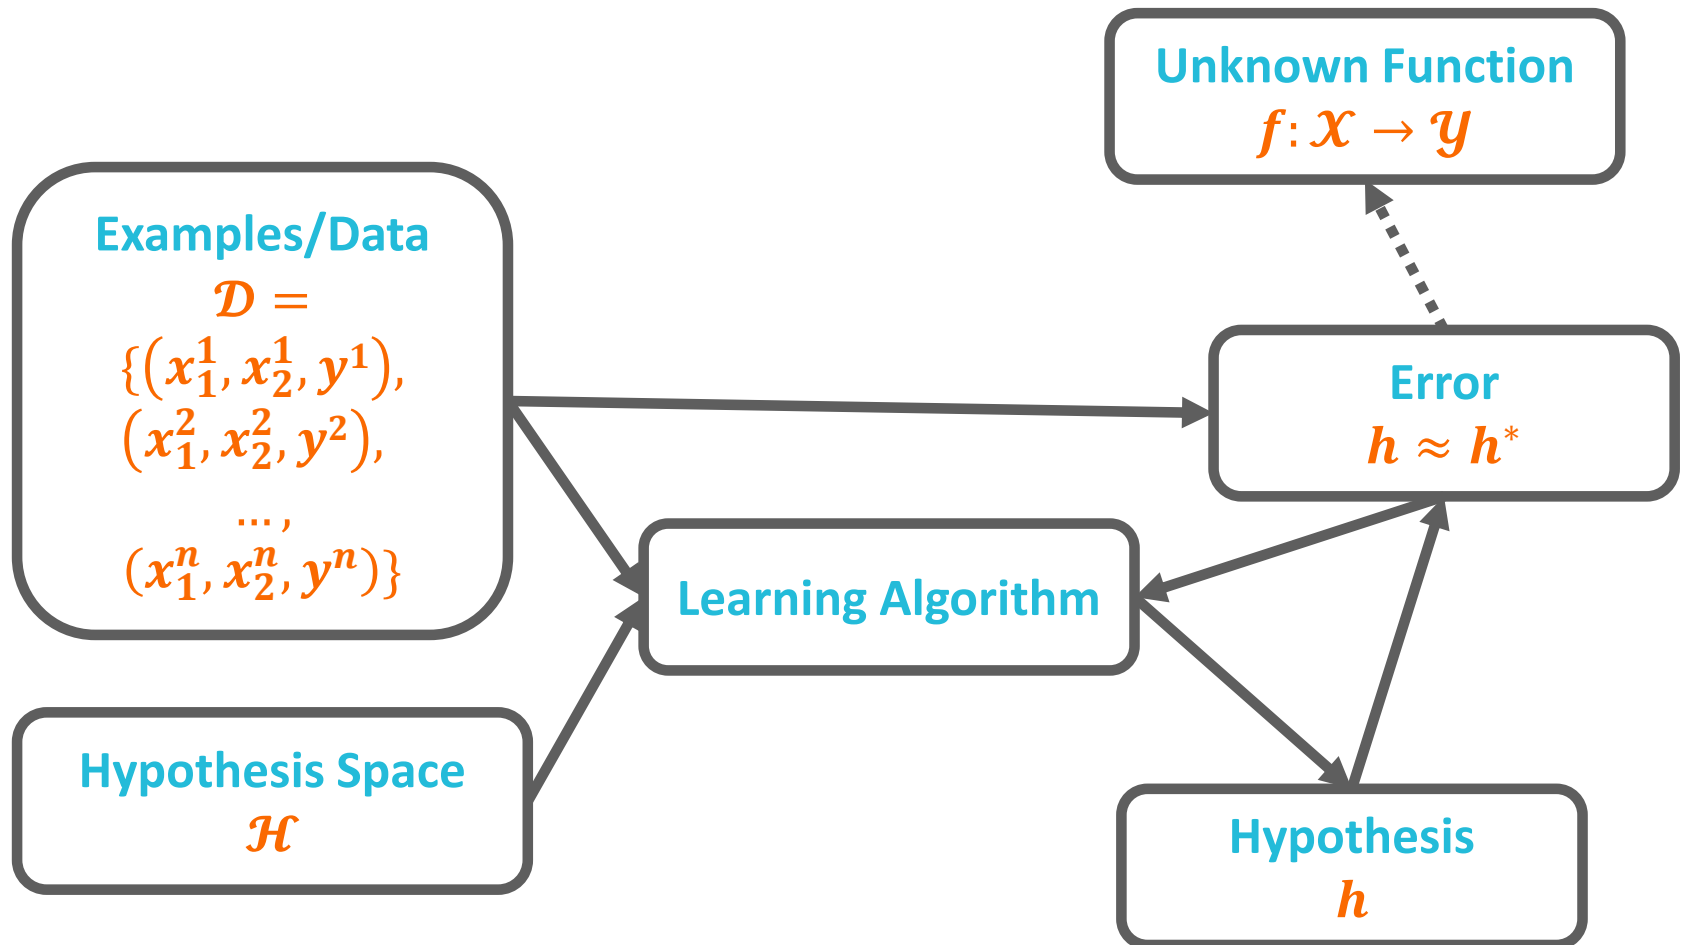 Unknown Function
f: 𝒳 → 𝒴
Examples/Data
𝒟 =
{(x₁¹, x₂¹, y¹),
(x₁², x₂², y²),
… ,
(x₁ⁿ, x₂ⁿ, yⁿ)}
Error
h ≈ h*
Learning Algorithm
Hypothesis Space
ℋ
Hypothesis
h